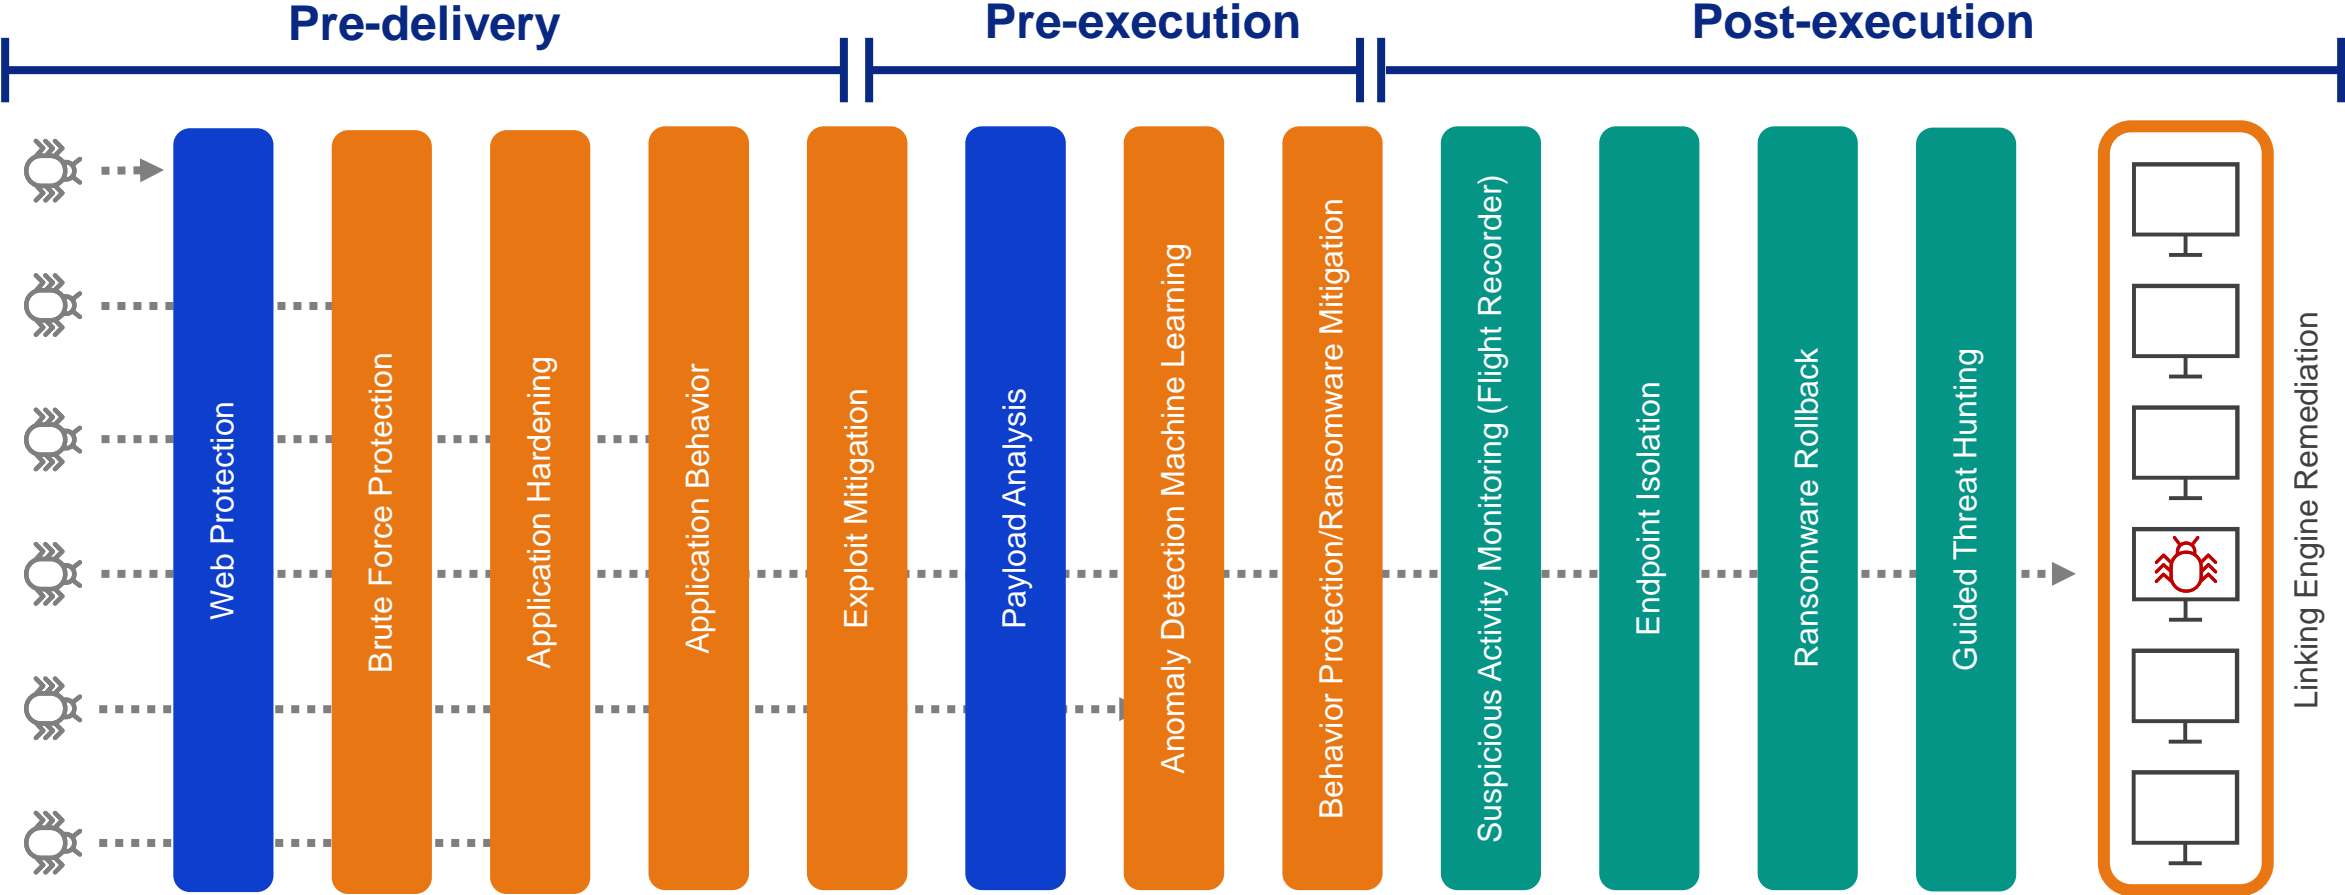 Pre-delivery
Pre-execution
Post-execution
Web Protection
Brute Force Protection
Application Hardening
Application Behavior
Exploit Mitigation
Payload Analysis
Anomaly Detection Machine Learning
Behavior Protection/Ransomware Mitigation
Suspicious Activity Monitoring (Flight Recorder)
Endpoint Isolation
Ransomware Rollback
Guided Threat Hunting
Linking Engine Remediation